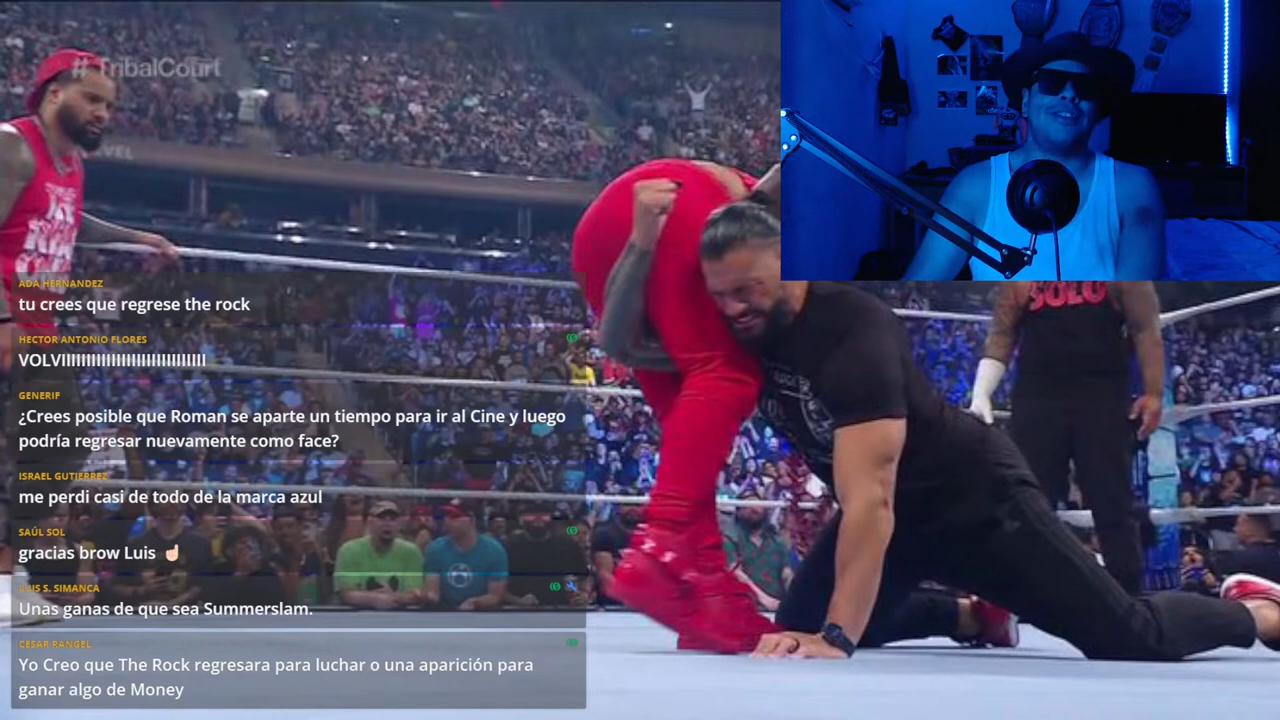 #TribalCourt
ADA HERNANDEZ
tu crees que regrese the rock
HECTOR ANTONIO FLORES
VOLVIIIIIIIIIIIIIIIIIIIIIIIIIIII
GENERIF
¿Crees posible que Roman se aparte un tiempo para ir al Cine y luego
podría regresar nuevamente como face?
ISRAEL GUTIERREZ
me perdi casi de todo de la marca azul
SAÚL SOL
gracias brow Luis ☝🏻
LUIS S. SIMANCA
Unas ganas de que sea Summerslam.
CESAR RANGEL
Yo Creo que The Rock regresara para luchar o una aparición para
ganar algo de Money
SOLO